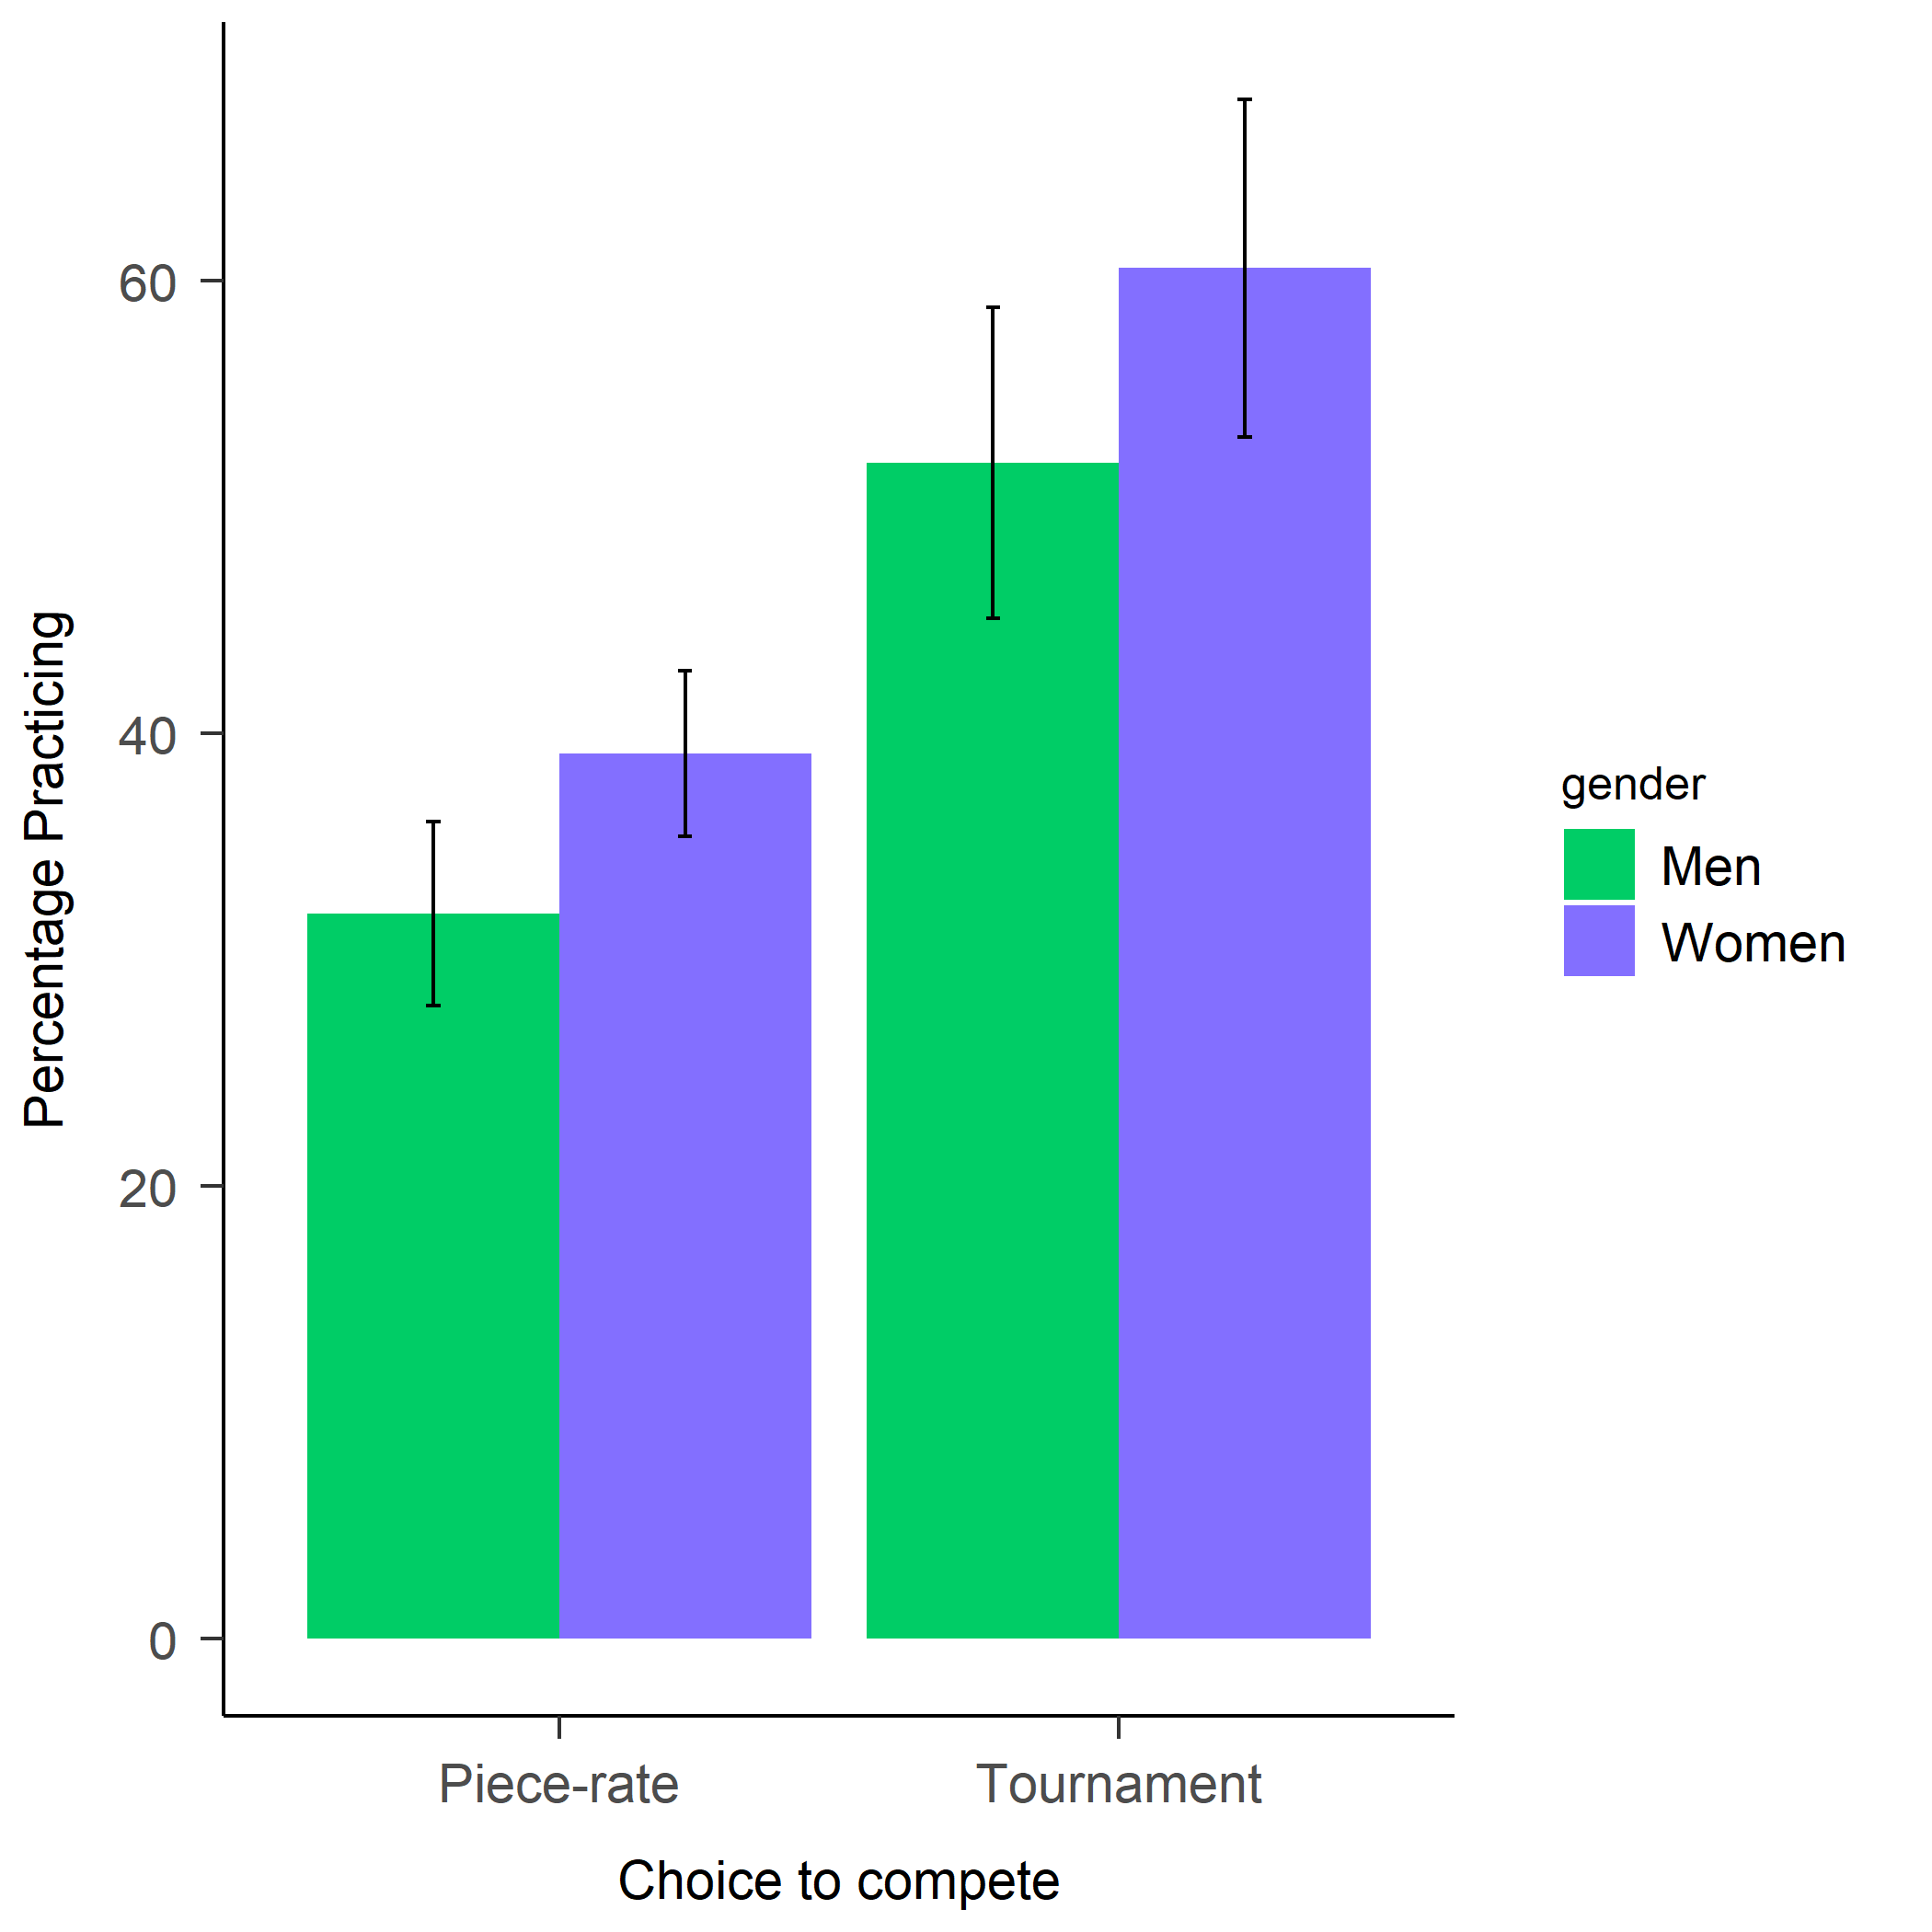 Percentage Practicing
60
40
20
0
Piece-rate
Tournament
Choice to compete
gender
Men
Women